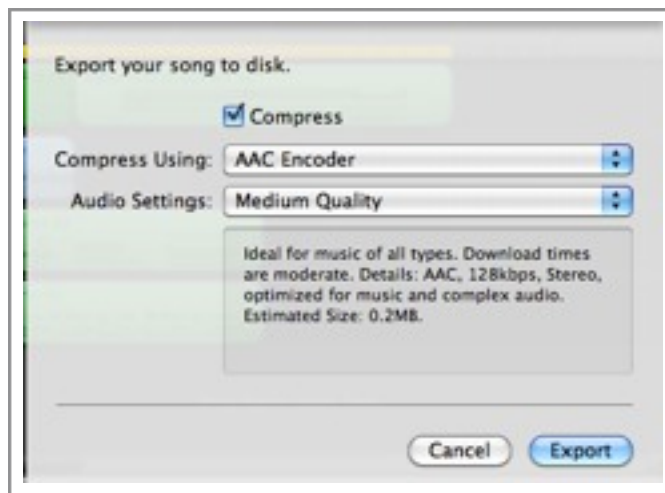 Export your song to disk.
Compress
Compress Using: AAC Encoder
Audio Settings: Medium Quality
Ideal for music of all types. Download times
are moderate. Details: AAC, 128kbps, Stereo,
optimized for music and complex audio.
Estimated Size: 0.2MB.
Cancel Export